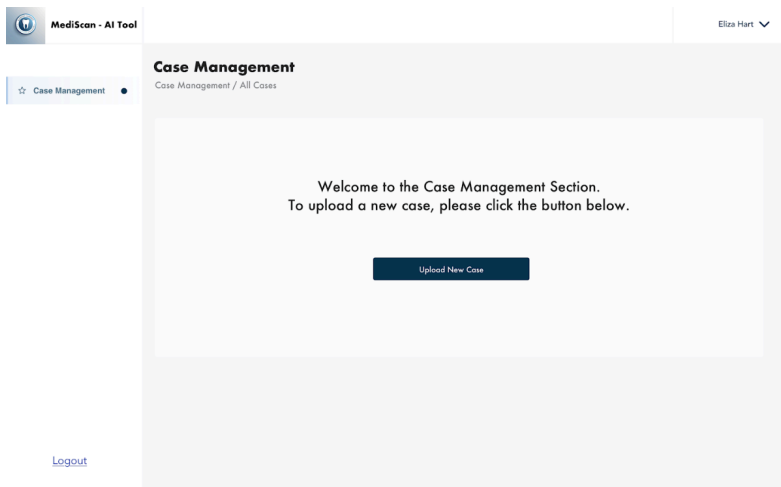 MediScan - AI Tool
Eliza Hart
Case Management
Case Management
Case Management / All Cases
Welcome to the Case Management Section.
To upload a new case, please click the button below.
Upload New Case
Logout